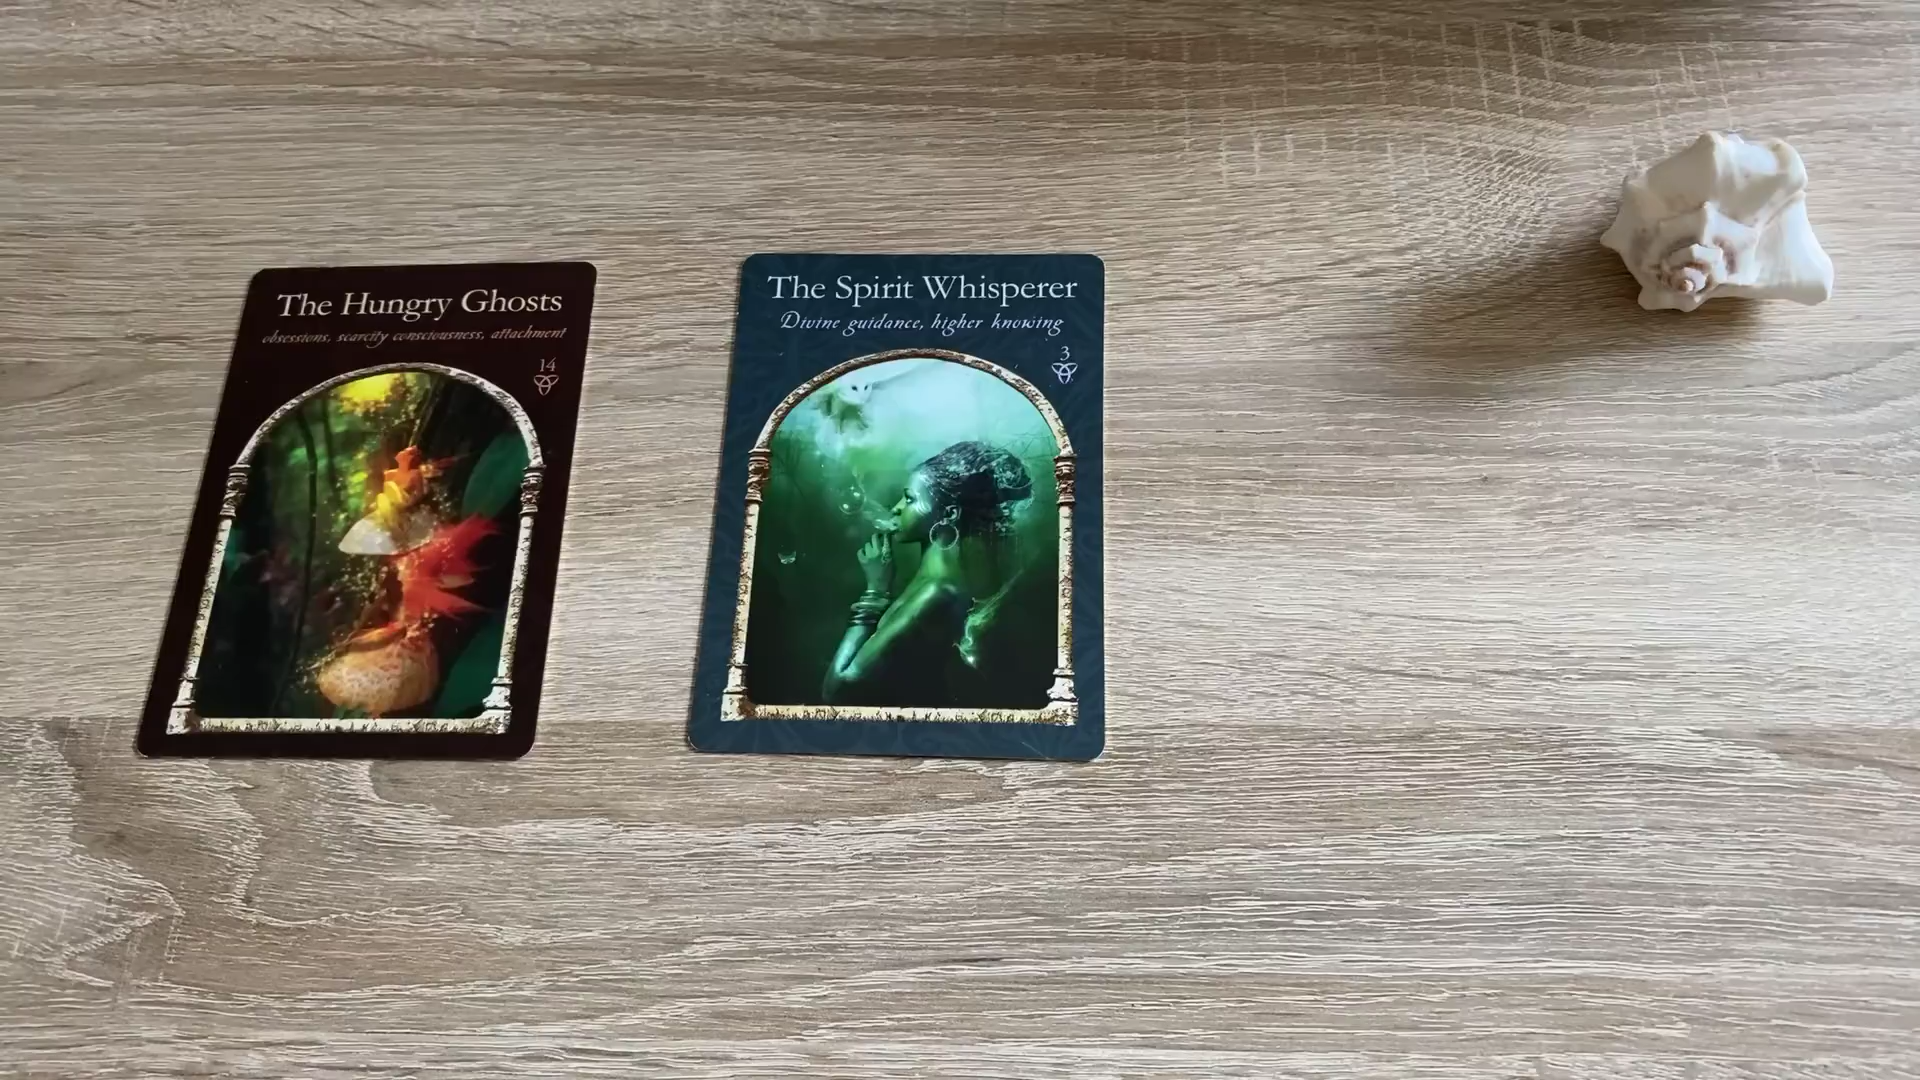 The Hungry Ghosts
obsessions, scarcity consciousness, attachment
14
The Spirit Whisperer
Divine guidance, higher knowing
3